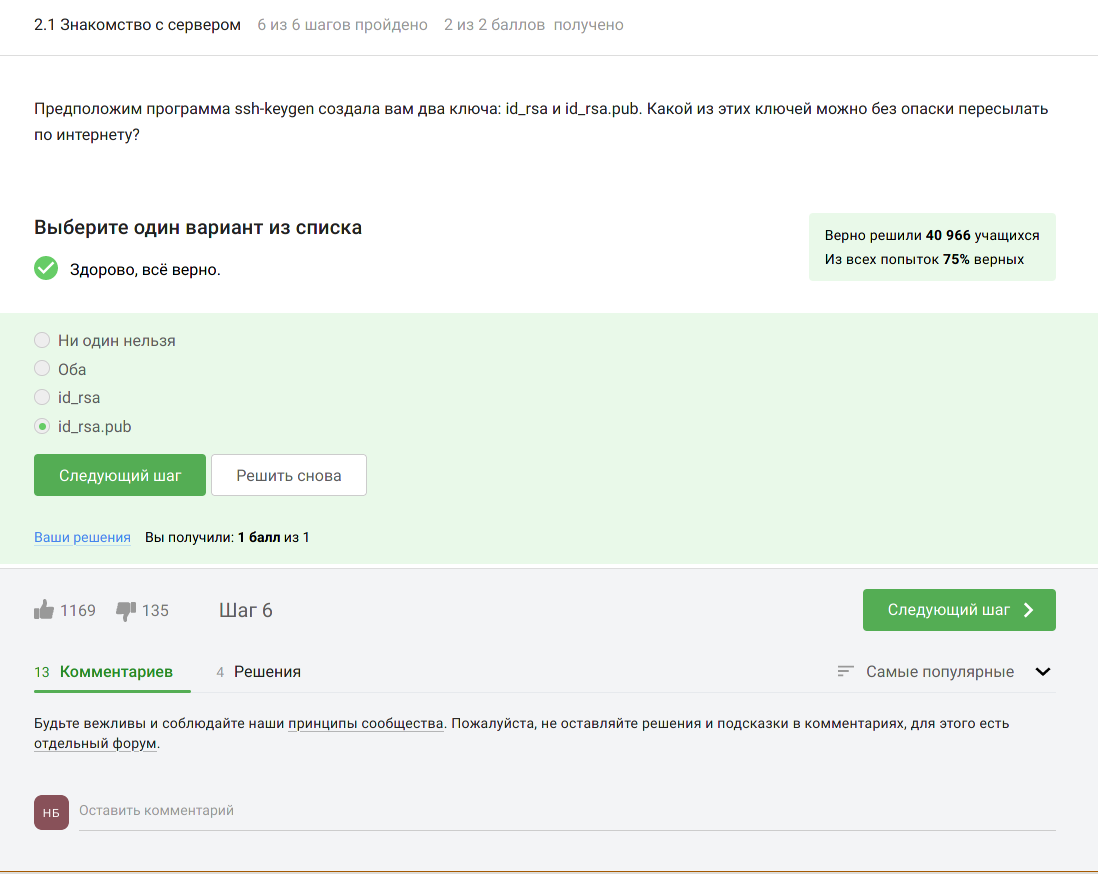 2.1 Знакомство с сервером 6 из 6 шагов пройдено 2 из 2 баллов получено
Предположим программа ssh-keygen создала вам два ключа: id_rsa и id_rsa.pub. Какой из этих ключей можно без опаски пересылать
по интернету?
Выберите один вариант из списка
Здорово, всё верно.
Верно решили 40 966 учащихся
Из всех попыток 75% верных
Ни один нельзя
Оба
id_rsa
id_rsa.pub
Следующий шаг Решить снова
Ваши решения Вы получили: 1 балл из 1
1169 135 Шаг 6 Следующий шаг
13 Комментариев 4 Решения Самые популярные
Будьте вежливы и соблюдайте наши принципы сообщества. Пожалуйста, не оставляйте решения и подсказки в комментариях, для этого есть
отдельный форум.
НБ Оставить комментарий